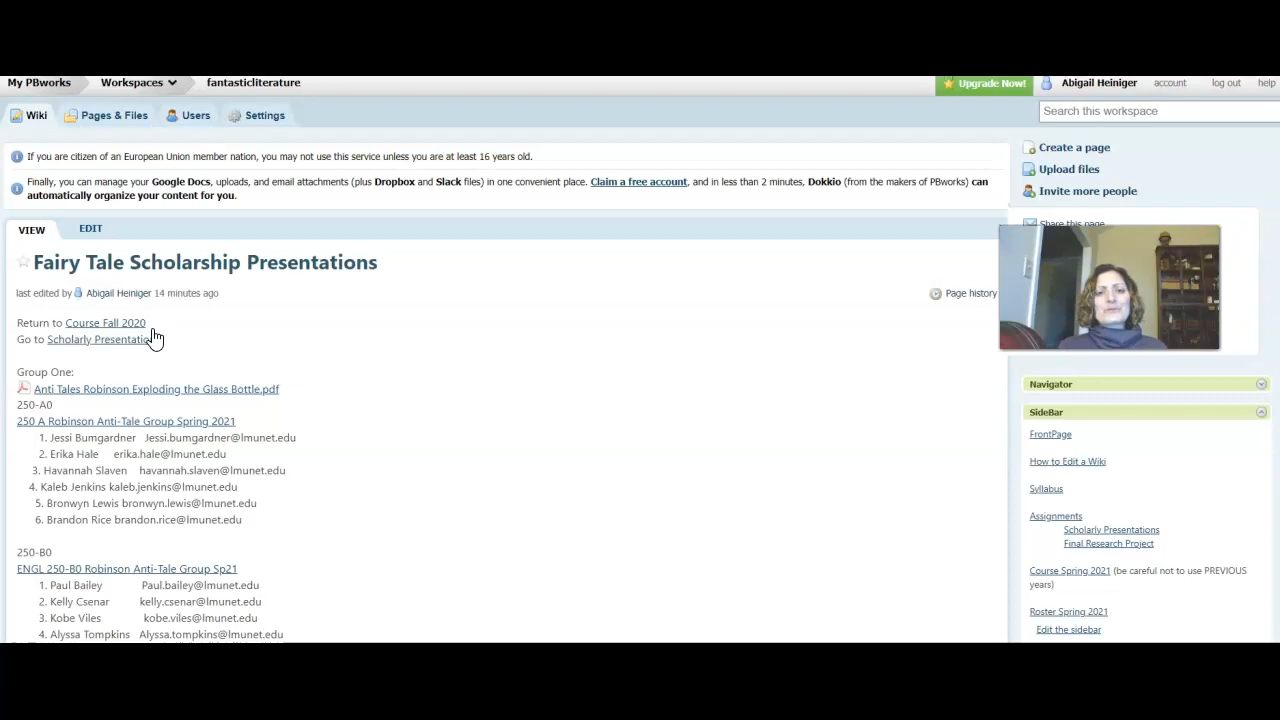 My PBworks Workspaces fantasticliterature Upgrade Now! Abigail Heiniger account log out help
Wiki Pages & Files Users Settings Search this workspace
If you are citizen of an European Union member nation, you may not use this service unless you are at least 16 years old.
Finally, you can manage your Google Docs, uploads, and email attachments (plus Dropbox and Slack files) in one convenient place. Claim a free account, and in less than 2 minutes, Dokkio (from the makers of PBworks) can
automatically organize your content for you.
VIEW EDIT
Fairy Tale Scholarship Presentations
last edited by Abigail Heiniger 14 minutes ago Page history
Return to Course Fall 2020
Go to Scholarly Presentatio
Group One:
Anti Tales Robinson Exploding the Glass Bottle.pdf
250-A0
250 A Robinson Anti-Tale Group Spring 2021
1. Jessi Bumgardner Jessi.bumgardner@lmunet.edu
2. Erika Hale erika.hale@lmunet.edu
3. Havannah Slaven havannah.slaven@lmunet.edu
4. Kaleb Jenkins kaleb.jenkins@lmunet.edu
5. Bronwyn Lewis bronwyn.lewis@lmunet.edu
6. Brandon Rice brandon.rice@lmunet.edu
250-B0
ENGL 250-B0 Robinson Anti-Tale Group Sp21
1. Paul Bailey Paul.bailey@lmunet.edu
2. Kelly Csenar kelly.csenar@lmunet.edu
3. Kobe Viles kobe.viles@lmunet.edu
4. Alyssa Tompkins Alyssa.tompkins@lmunet.edu
Create a page
Upload files
Invite more people
Share this page
Navigator
SideBar
FrontPage
How to Edit a Wiki
Syllabus
Assignments
Scholarly Presentations
Final Research Project
Course Spring 2021 (be careful not to use PREVIOUS
years)
Roster Spring 2021
Edit the sidebar